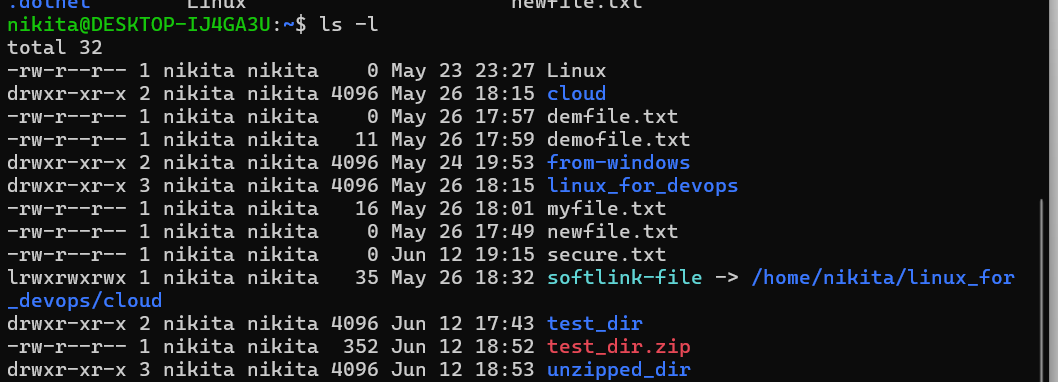 .dotnet Linux newfile.txt
nikita@DESKTOP-IJ4GA3U:~$ ls -l
total 32
-rw-r--r-- 1 nikita nikita    0 May 23 23:27 Linux
drwxr-xr-x 2 nikita nikita 4096 May 26 18:15 cloud
-rw-r--r-- 1 nikita nikita    0 May 26 17:57 demfile.txt
-rw-r--r-- 1 nikita nikita   11 May 26 17:59 demofile.txt
drwxr-xr-x 2 nikita nikita 4096 May 24 19:53 from-windows
drwxr-xr-x 3 nikita nikita 4096 May 26 18:15 linux_for_devops
-rw-r--r-- 1 nikita nikita   16 May 26 18:01 myfile.txt
-rw-r--r-- 1 nikita nikita    0 May 26 17:49 newfile.txt
-rw-r--r-- 1 nikita nikita    0 Jun 12 19:15 secure.txt
lrwxrwxrwx 1 nikita nikita   35 May 26 18:32 softlink-file -> /home/nikita/linux_for
_devops/cloud
drwxr-xr-x 2 nikita nikita 4096 Jun 12 17:43 test_dir
-rw-r--r-- 1 nikita nikita  352 Jun 12 18:52 test_dir.zip
drwxr-xr-x 3 nikita nikita 4096 Jun 12 18:53 unzipped_dir